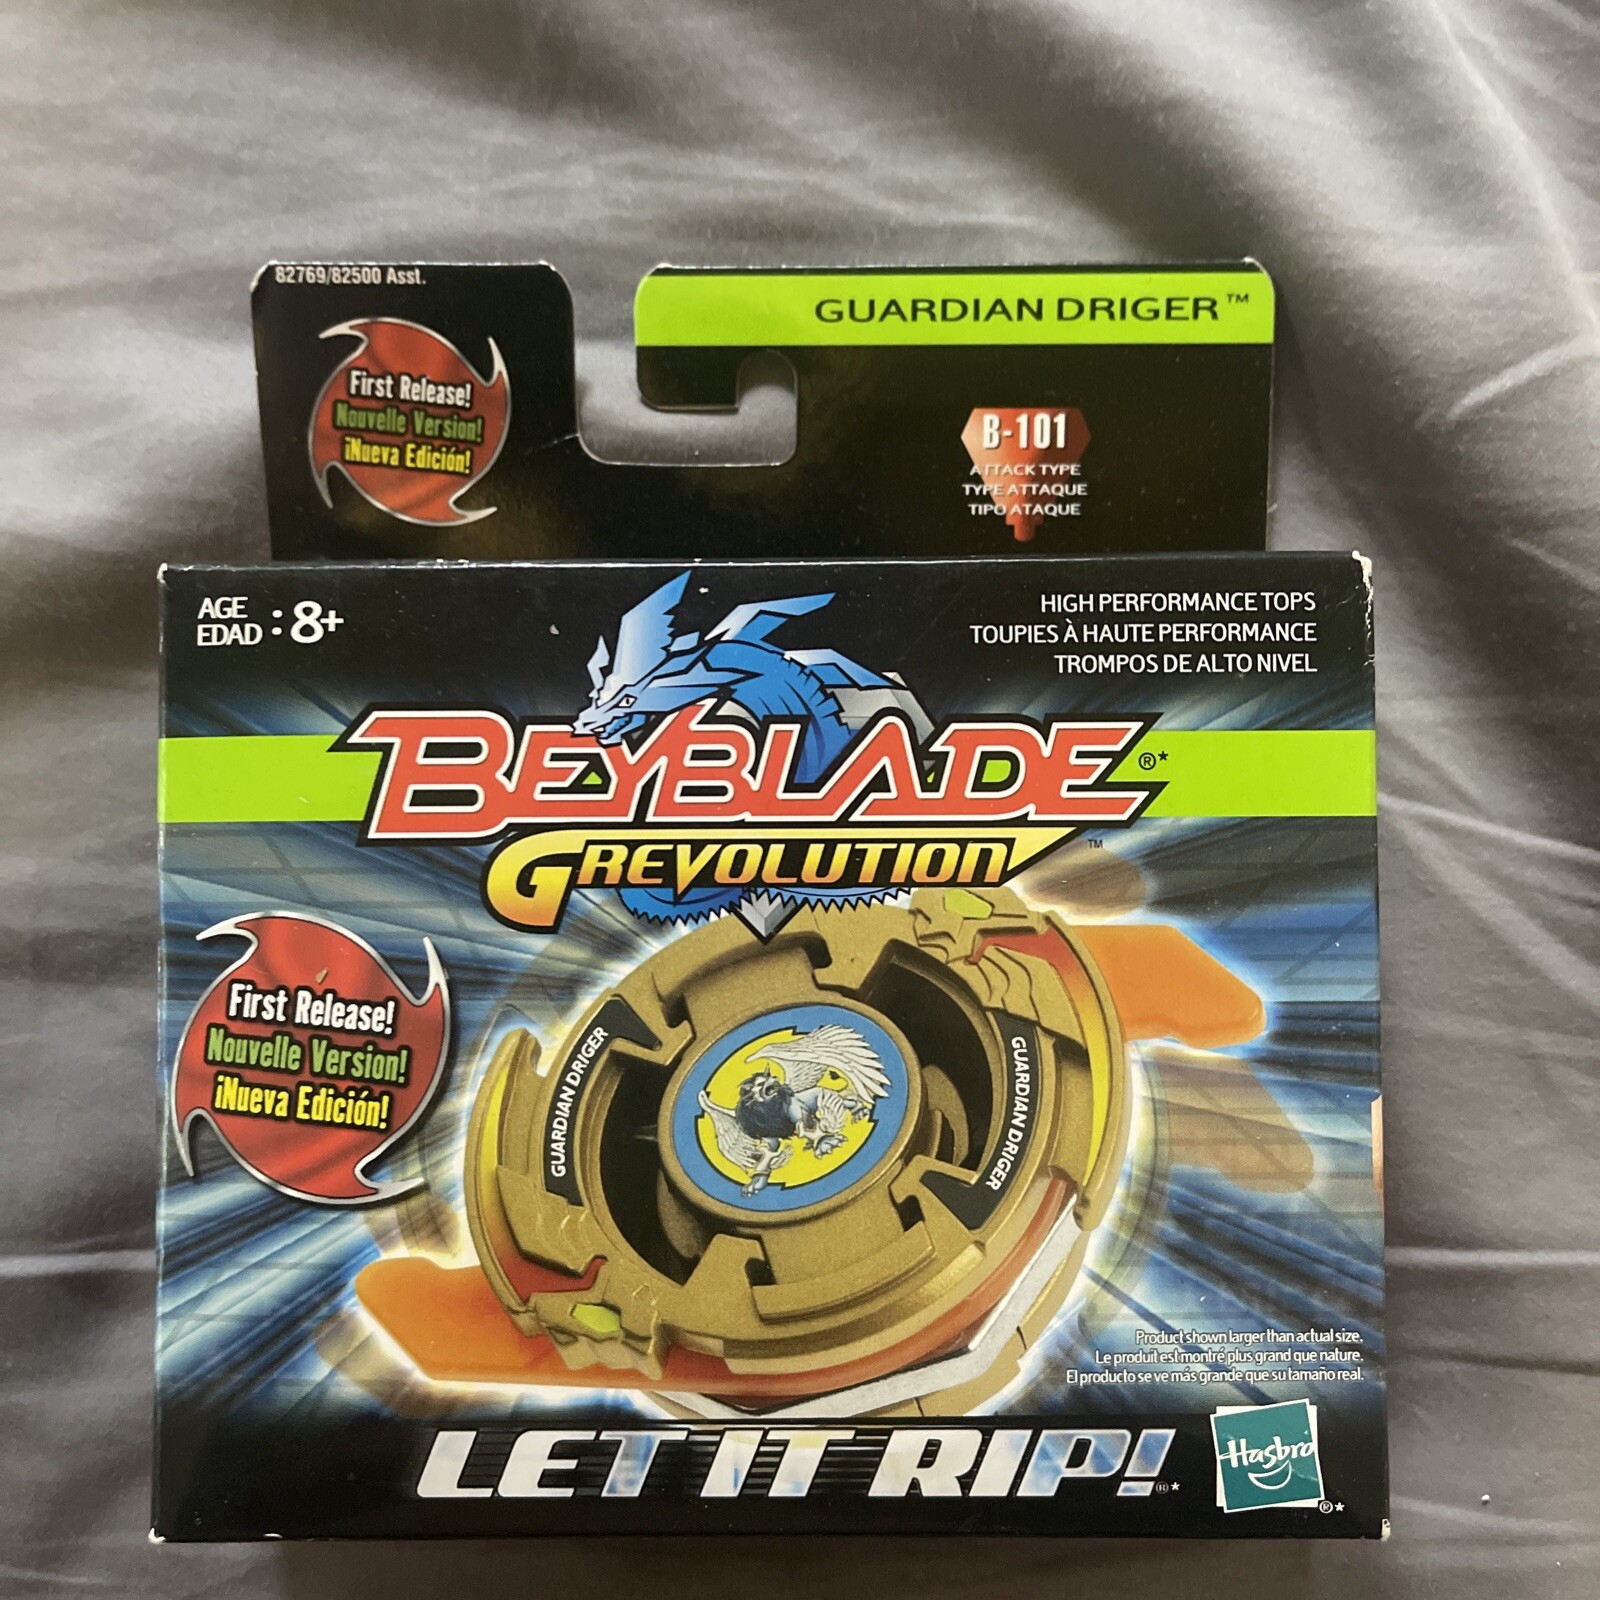 82769/82500 Asst.
First Release!
Nouvelle Version!
¡Nueva Edición!
GUARDIAN DRIGER™
B-101
ATTACK TYPE
TYPE ATTAQUE
TIPO ATAQUE
AGE
EDAD : 8+
HIGH PERFORMANCE TOPS
TOUPIES À HAUTE PERFORMANCE
TROMPOS DE ALTO NIVEL
BEYBLADE®*
G REVOLUTION™
First Release!
Nouvelle Version!
¡Nueva Edición!
GUARDIAN DRIGER
GUARDIAN DRIGER
Product shown larger than actual size.
Le produit est montré plus grand que nature.
El producto se ve más grande que su tamaño real.
LET IT RIP!®*
Hasbro®*